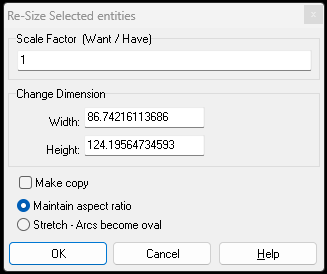 Re-Size Selected entities
Scale Factor (Want / Have)
1
Change Dimension
Width: 86.74216113686
Height: 124.19564734593
Make copy
Maintain aspect ratio
Stretch - Arcs become oval
OK Cancel Help